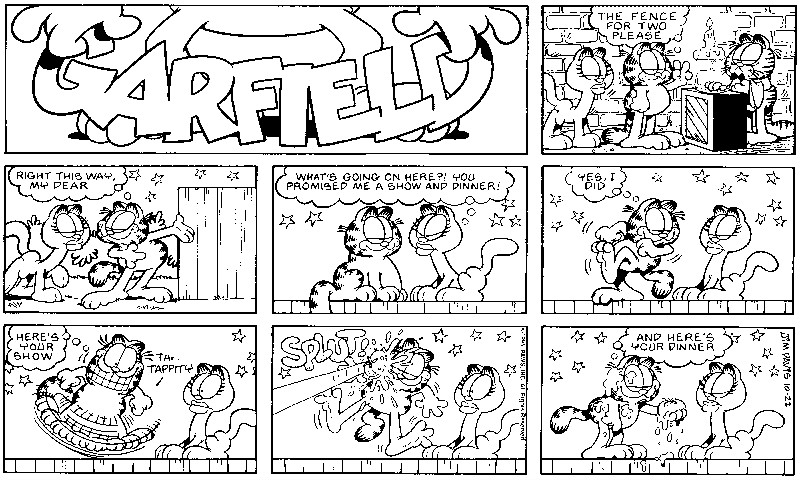 GARFIELD
THE FENCE
FOR TWO
PLEASE
RIGHT THIS WAY,
MY DEAR
WHAT'S GOING ON HERE?! YOU
PROMISED ME A SHOW AND DINNER!
YES, I
DID
HERE'S
YOUR
SHOW
TAP.
TAPPITY
SPLUT!
AND HERE'S
YOUR DINNER
JIM DAVIS 10-22